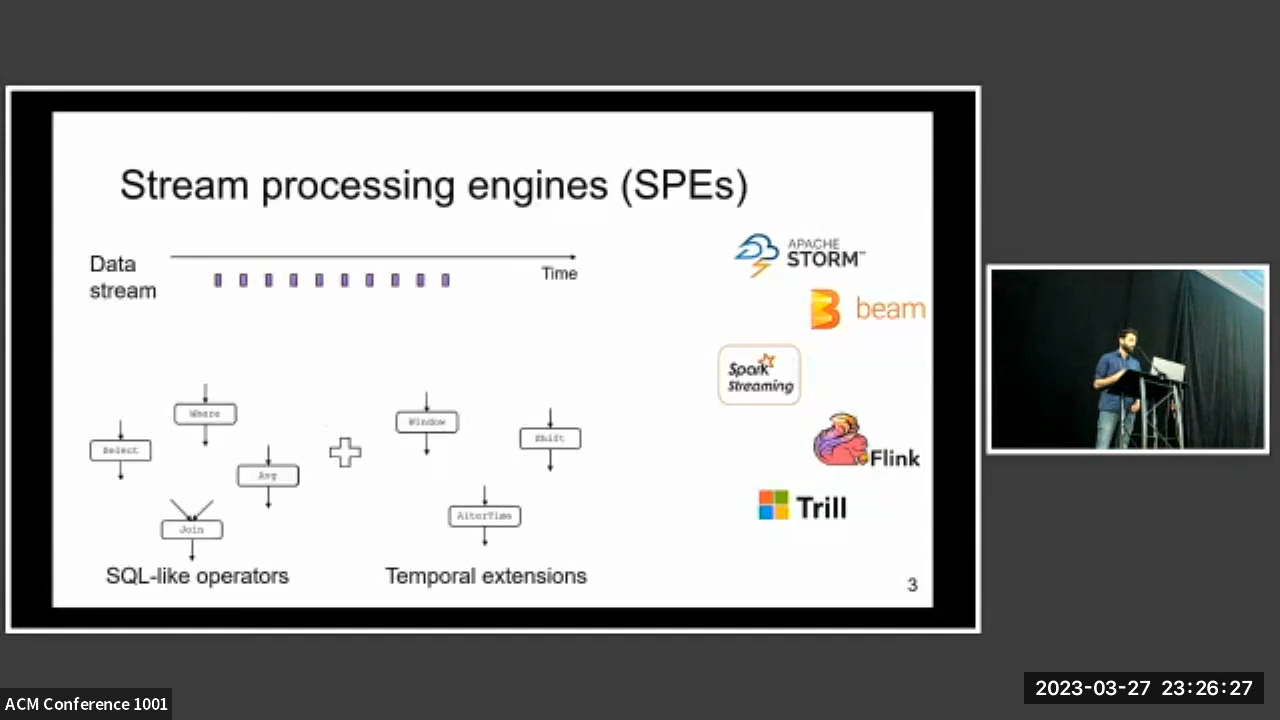 Stream processing engines (SPEs)
Data
stream
Time
APACHE
STORM™
beam
Spark
Streaming
Flink
Trill
Where
Select
Avg
Join
Window
Shift
AlterTime
SQL-like operators
Temporal extensions
3
ACM Conference 1001
2023-03-27 23:26:27